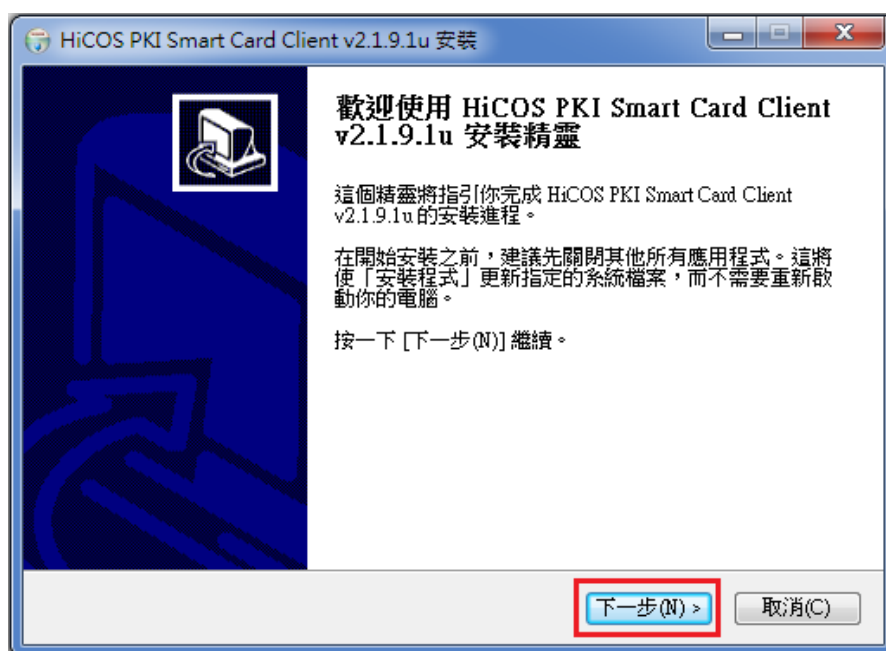 HiCOS PKI Smart Card Client v2.1.9.1u 安裝
歡迎使用 HiCOS PKI Smart Card Client
v2.1.9.1u 安裝精靈
這個精靈將指引你完成 HiCOS PKI Smart Card Client
v2.1.9.1u 的安裝進程。
在開始安裝之前，建議先關閉其他所有應用程式。這將
使「安裝程式」更新指定的系統檔案，而不需要重新啟
動你的電腦。
按一下 [下一步(N)] 繼續。
下一步(N) >
取消(C)